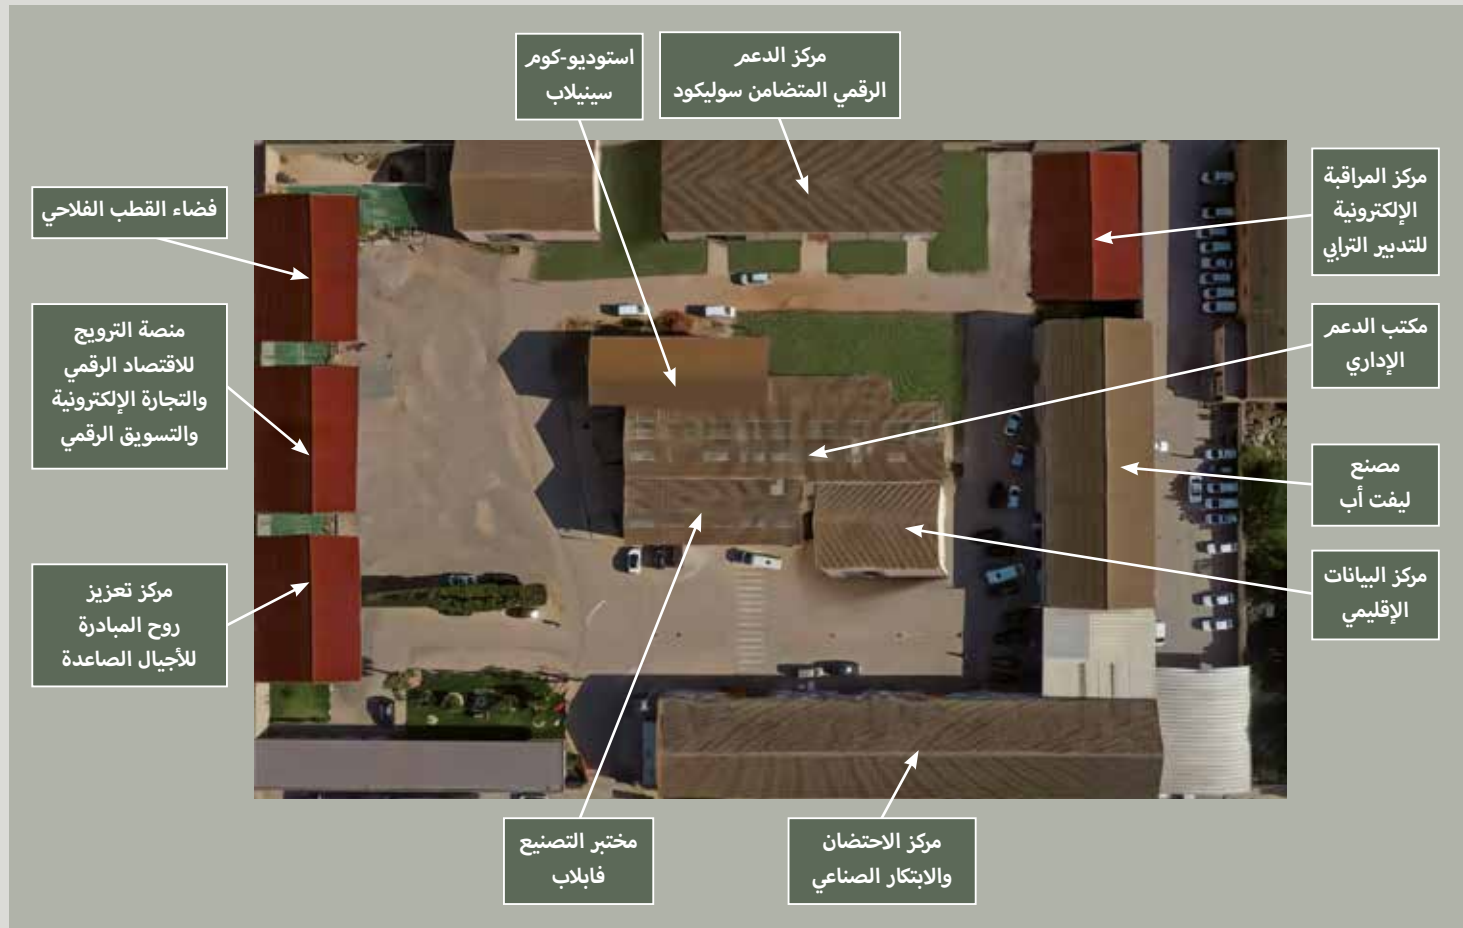 مركز الدعم
الرقمي المتضامن سوليكود
استوديو-كوم
سينيلاب
مركز المراقبة
الإلكترونية
للتدبير الترابي
مكتب الدعم
الإداري
مصنع
ليفت أب
مركز البيانات
الإقليمي
فضاء القطب الفلاحي
منصة الترويج
للاقتصاد الرقمي
والتجارة الإلكترونية
والتسويق الرقمي
مركز تعزيز
روح المبادرة
للأجيال الصاعدة
مركز الاحتضان
والابتكار الصناعي
مختبر التصنيع
فابلاب